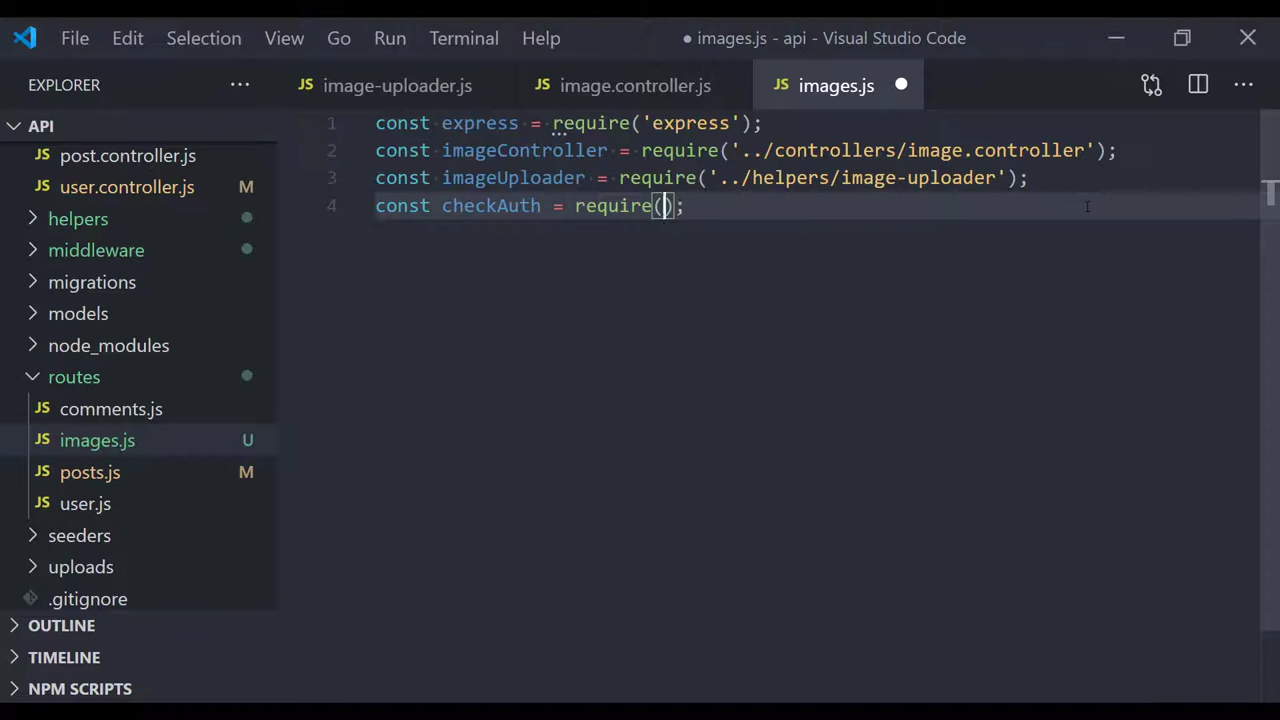 File Edit Selection View Go Run Terminal Help ● images.js - api - Visual Studio Code
EXPLORER ···
JS image-uploader.js JS image.controller.js JS images.js ●
API
JS post.controller.js
JS user.controller.js M
helpers
middleware
migrations
models
node_modules
routes
JS comments.js
JS images.js U
JS posts.js M
JS user.js
seeders
uploads
.gitignore
OUTLINE
TIMELINE
NPM SCRIPTS
1 const express = require('express');
2 const imageController = require('../controllers/image.controller');
3 const imageUploader = require('../helpers/image-uploader');
4 const checkAuth = require();